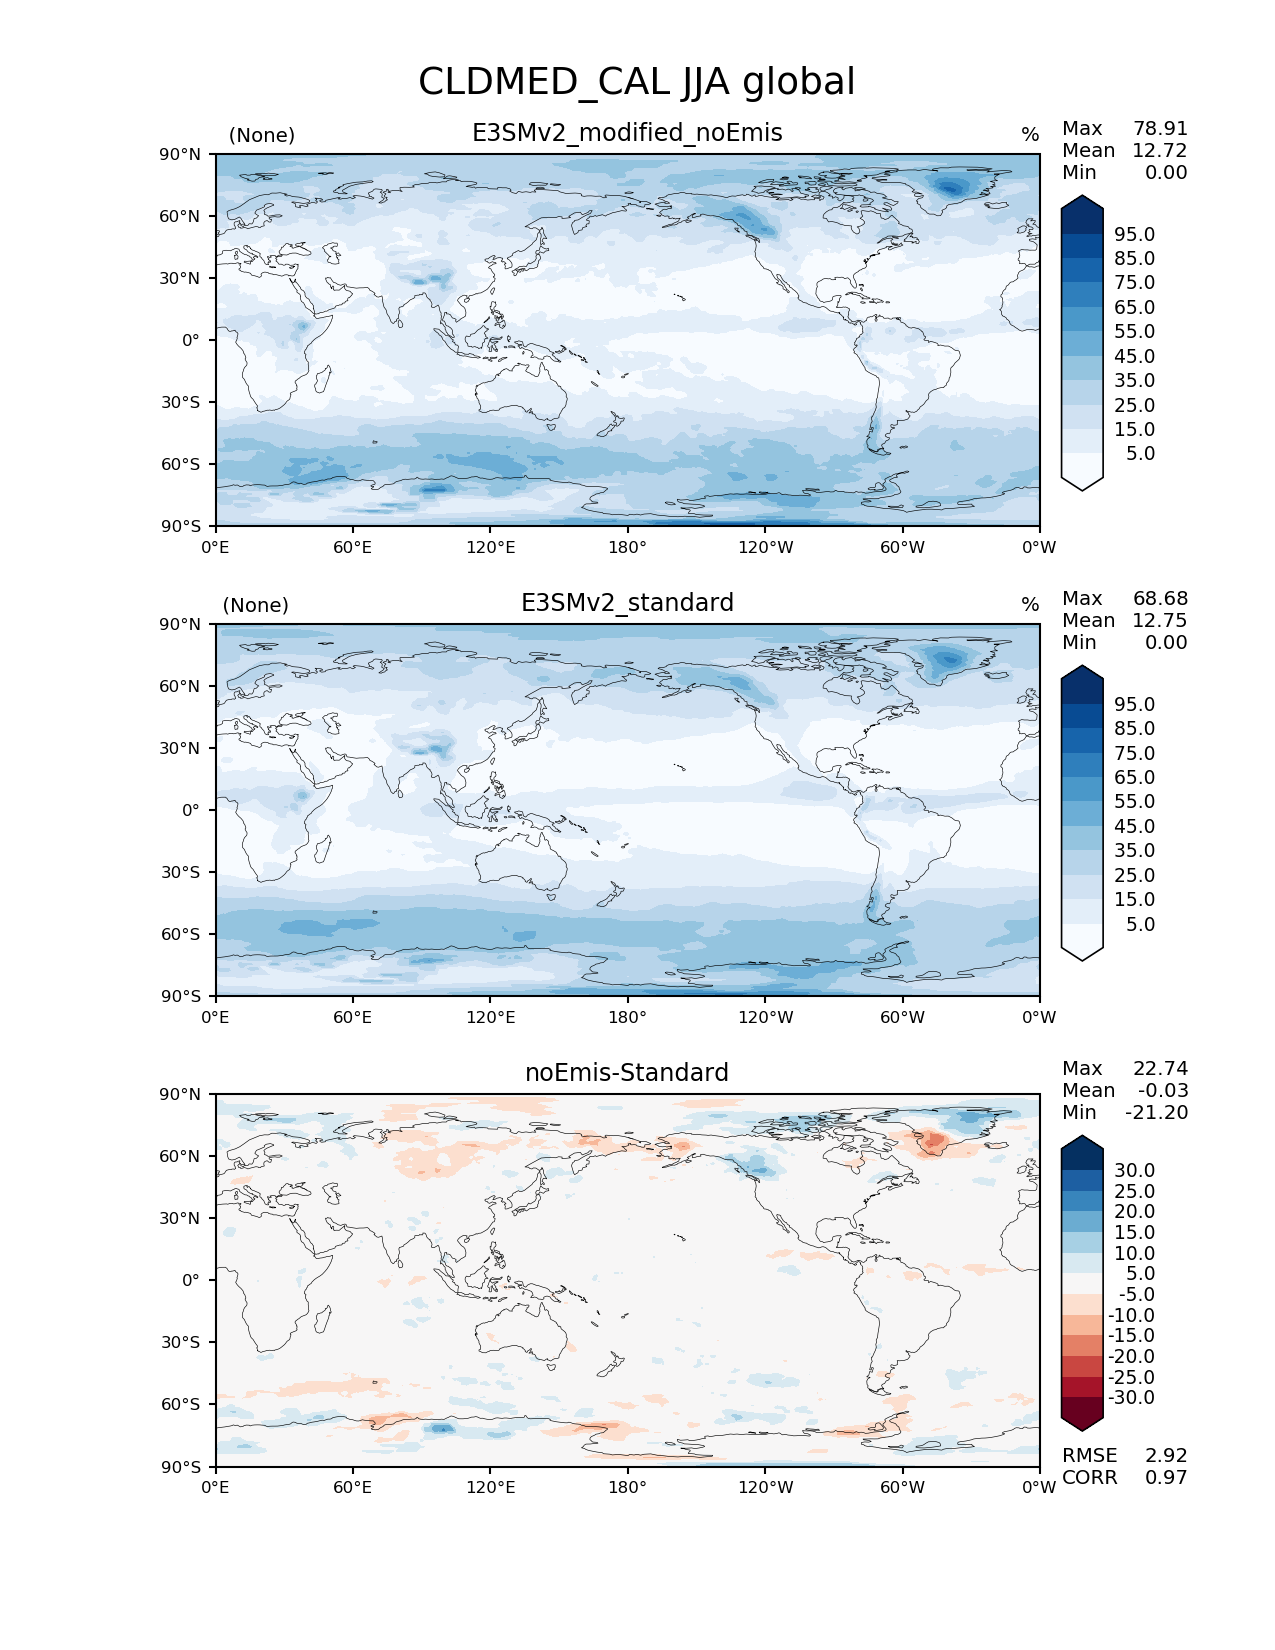 CLDMED_CAL JJA global
(None) E3SMv2_modified_noEmis %
Max 78.91
Mean 12.72
Min 0.00
90°N
60°N
30°N
0°
30°S
60°S
90°S
0°E 60°E 120°E 180° 120°W 60°W 0°W
95.0
85.0
75.0
65.0
55.0
45.0
35.0
25.0
15.0
5.0
(None) E3SMv2_standard %
Max 68.68
Mean 12.75
Min 0.00
90°N
60°N
30°N
0°
30°S
60°S
90°S
0°E 60°E 120°E 180° 120°W 60°W 0°W
95.0
85.0
75.0
65.0
55.0
45.0
35.0
25.0
15.0
5.0
noEmis-Standard
Max 22.74
Mean -0.03
Min -21.20
90°N
60°N
30°N
0°
30°S
60°S
90°S
0°E 60°E 120°E 180° 120°W 60°W 0°W
30.0
25.0
20.0
15.0
10.0
5.0
-5.0
-10.0
-15.0
-20.0
-25.0
-30.0
RMSE 2.92
CORR 0.97